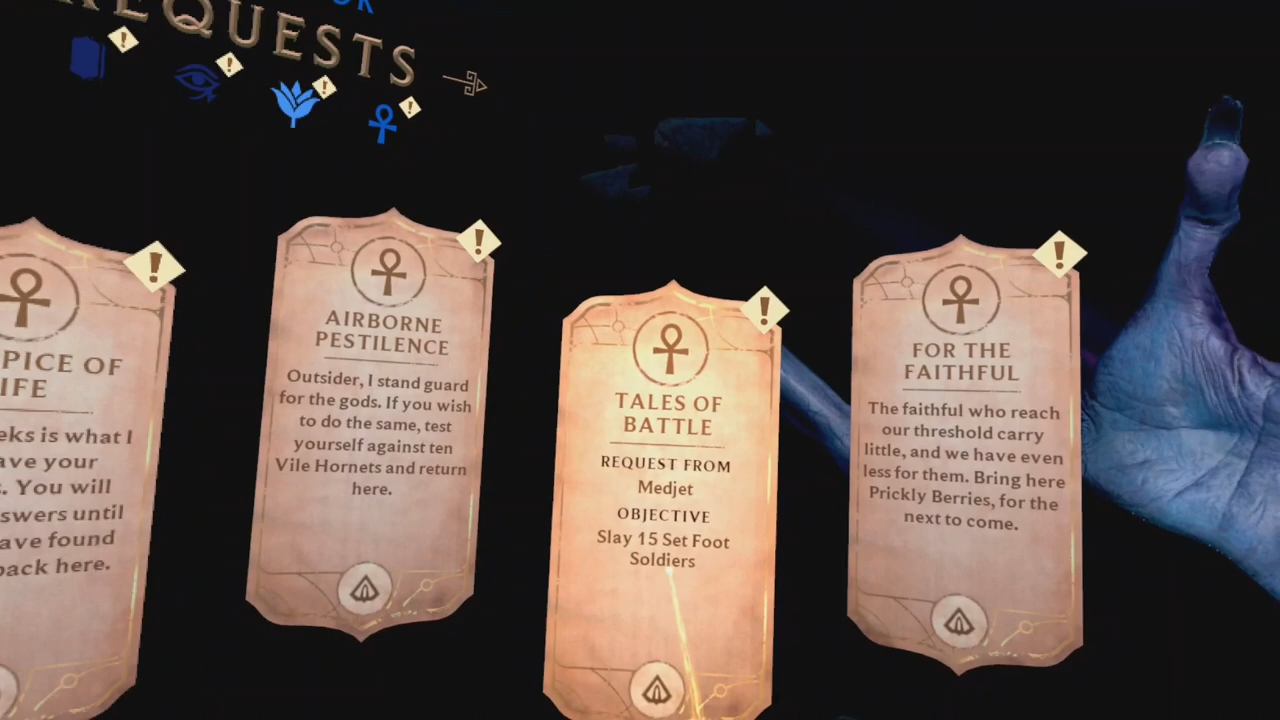 REQUESTS
PICE OF
IFE
eks is what I
ave your
s. You will
swers until
ave found
back here.
AIRBORNE
PESTILENCE
Outsider, I stand guard
for the gods. If you wish
to do the same, test
yourself against ten
Vile Hornets and return
here.
TALES OF
BATTLE
REQUEST FROM
Medjet
OBJECTIVE
Slay 15 Set Foot
Soldiers
FOR THE
FAITHFUL
The faithful who reach
our threshold carry
little, and we have even
less for them. Bring here
Prickly Berries, for the
next to come.